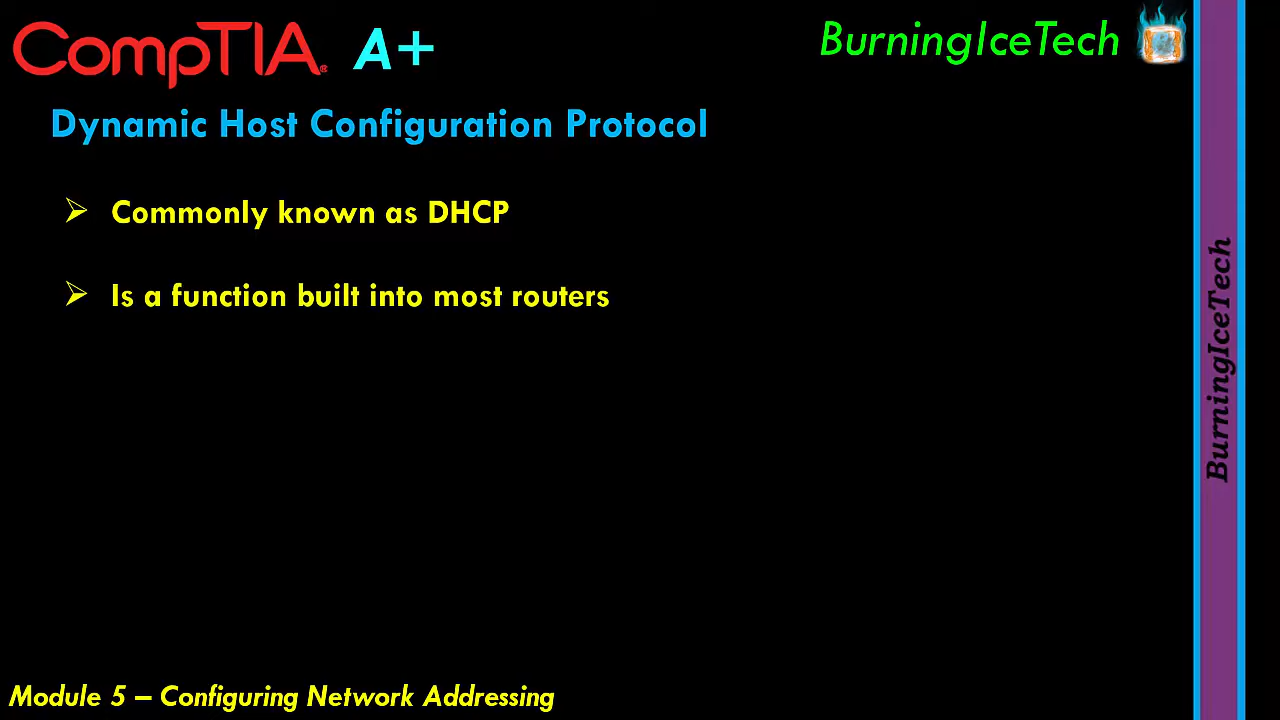 CompTIA® A+
BurningIceTech
Dynamic Host Configuration Protocol
Commonly known as DHCP
Is a function built into most routers
BurningIceTech
Module 5 – Configuring Network Addressing